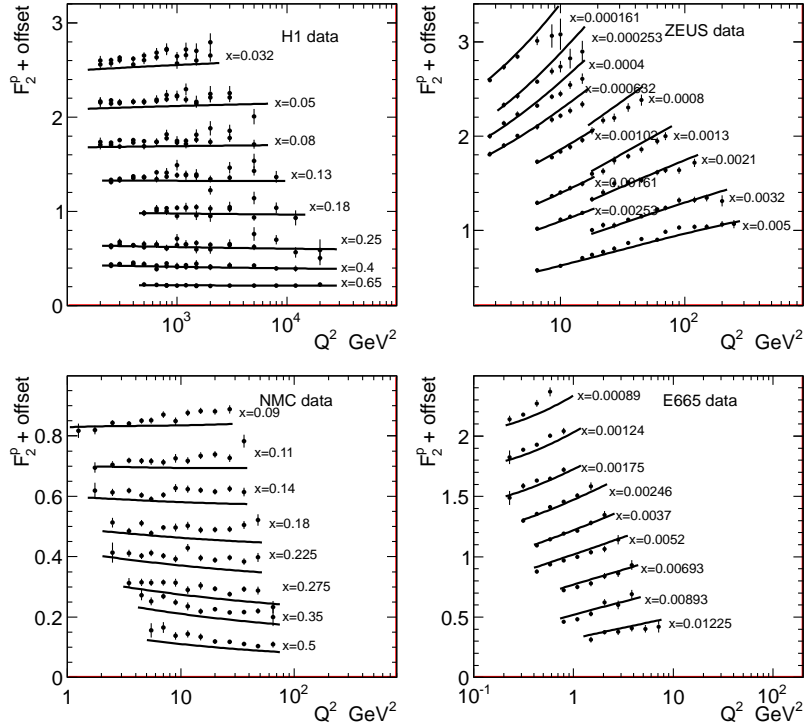 F₂ᵖ + offset
3
2
1
0
H1 data
x=0.032
x=0.05
x=0.08
x=0.13
x=0.18
x=0.25
x=0.4
x=0.65
10³
10⁴
Q² GeV²
F₂ᵖ + offset
3
2
1
ZEUS data
x=0.000161
x=0.000253
x=0.0004
x=0.000632
x=0.0008
x=0.00102
x=0.0013
x=0.0021
x=0.00161
x=0.0032
x=0.00253
x=0.005
10
10²
Q² GeV²
F₂ᵖ + offset
0.8
0.6
0.4
0.2
0
NMC data
x=0.09
x=0.11
x=0.14
x=0.18
x=0.225
x=0.275
x=0.35
x=0.5
1
10
10²
Q² GeV²
F₂ᵖ + offset
2
1.5
1
0.5
0
E665 data
x=0.00089
x=0.00124
x=0.00175
x=0.00246
x=0.0037
x=0.0052
x=0.00693
x=0.00893
x=0.01225
10⁻¹
1
10
10²
Q² GeV²